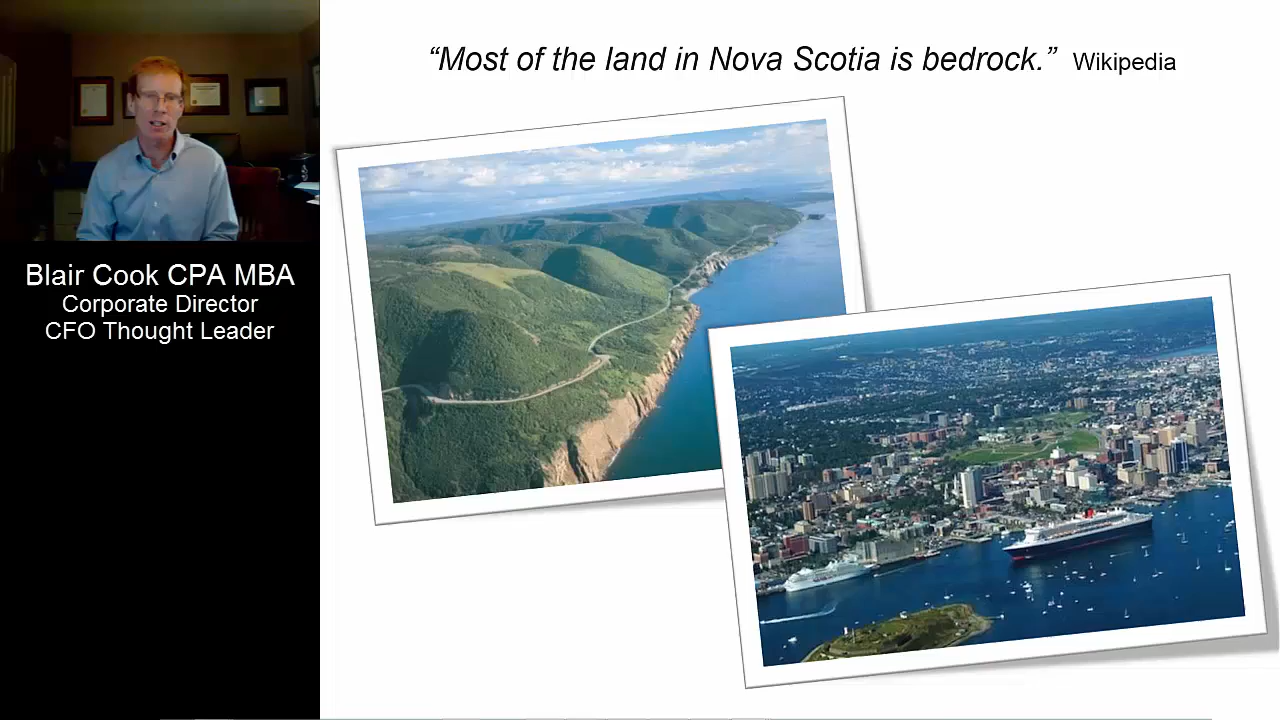 “Most of the land in Nova Scotia is bedrock.” Wikipedia
Blair Cook CPA MBA
Corporate Director
CFO Thought Leader